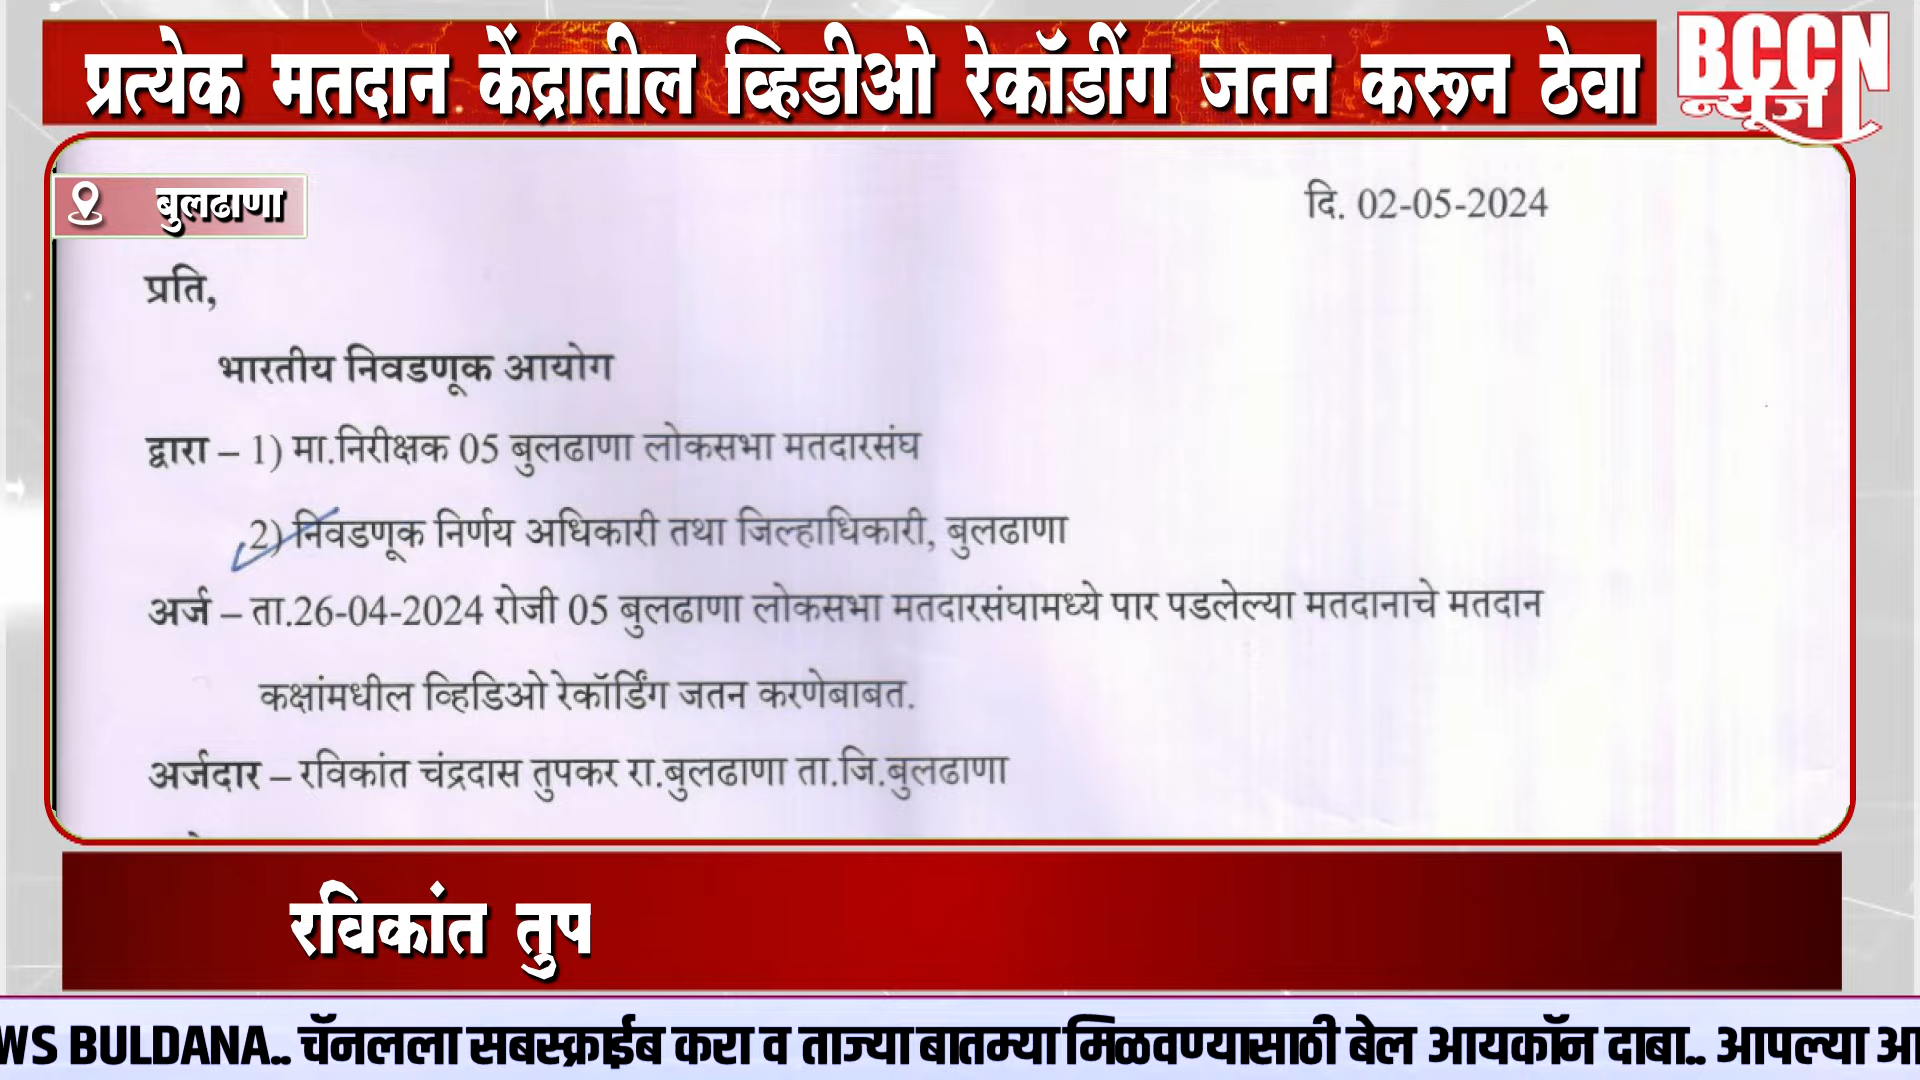 प्रत्येक मतदान केंद्रातील व्हिडीओ रेकॉर्डींग जतन करून ठेवा
BCCN
न्यूज
बुलढाणा
दि. 02-05-2024
प्रति,
भारतीय निवडणूक आयोग
द्वारा – 1) मा.निरीक्षक 05 बुलढाणा लोकसभा मतदारसंघ
2) निवडणूक निर्णय अधिकारी तथा जिल्हाधिकारी, बुलढाणा
अर्ज – ता.26-04-2024 रोजी 05 बुलढाणा लोकसभा मतदारसंघामध्ये पार पडलेल्या मतदानाचे मतदान
कक्षांमधील व्हिडिओ रेकॉर्डिंग जतन करणेबाबत.
अर्जदार – रविकांत चंद्रदास तुपकर रा.बुलढाणा ता.जि.बुलढाणा
रविकांत तुप
WS BULDANA.. चॅनलला सबस्क्राईब करा व ताज्या बातम्या मिळवण्यासाठी बेल आयकॉन दाबा.. आपल्या आ